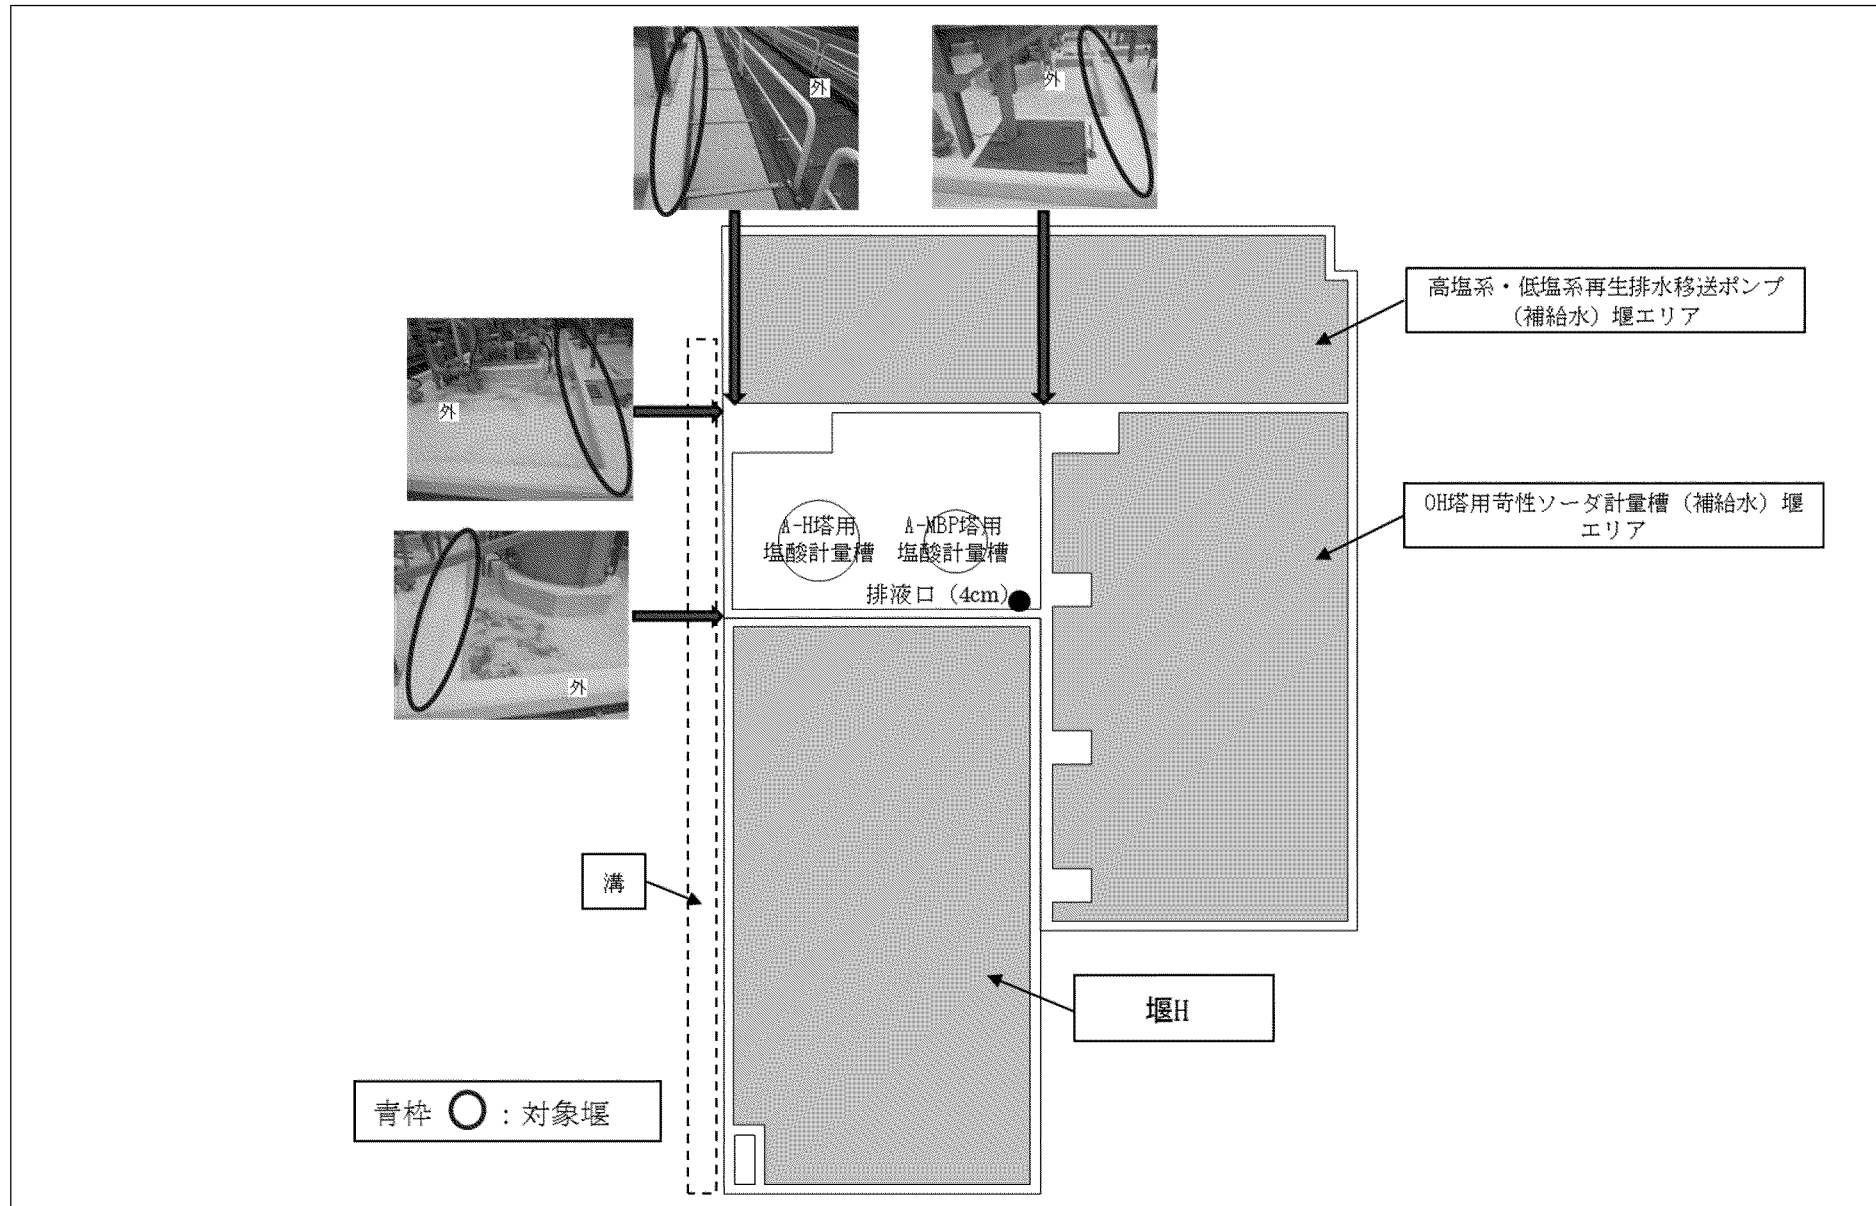 外
外
高塩系・低塩系再生排水移送ポンプ
（補給水）堰エリア
外
OH塔用苛性ソーダ計量槽（補給水）堰
エリア
A-H塔用
塩酸計量槽
A-MBP塔用
塩酸計量槽
排液口（4cm）
外
溝
堰H
青枠 ：対象堰